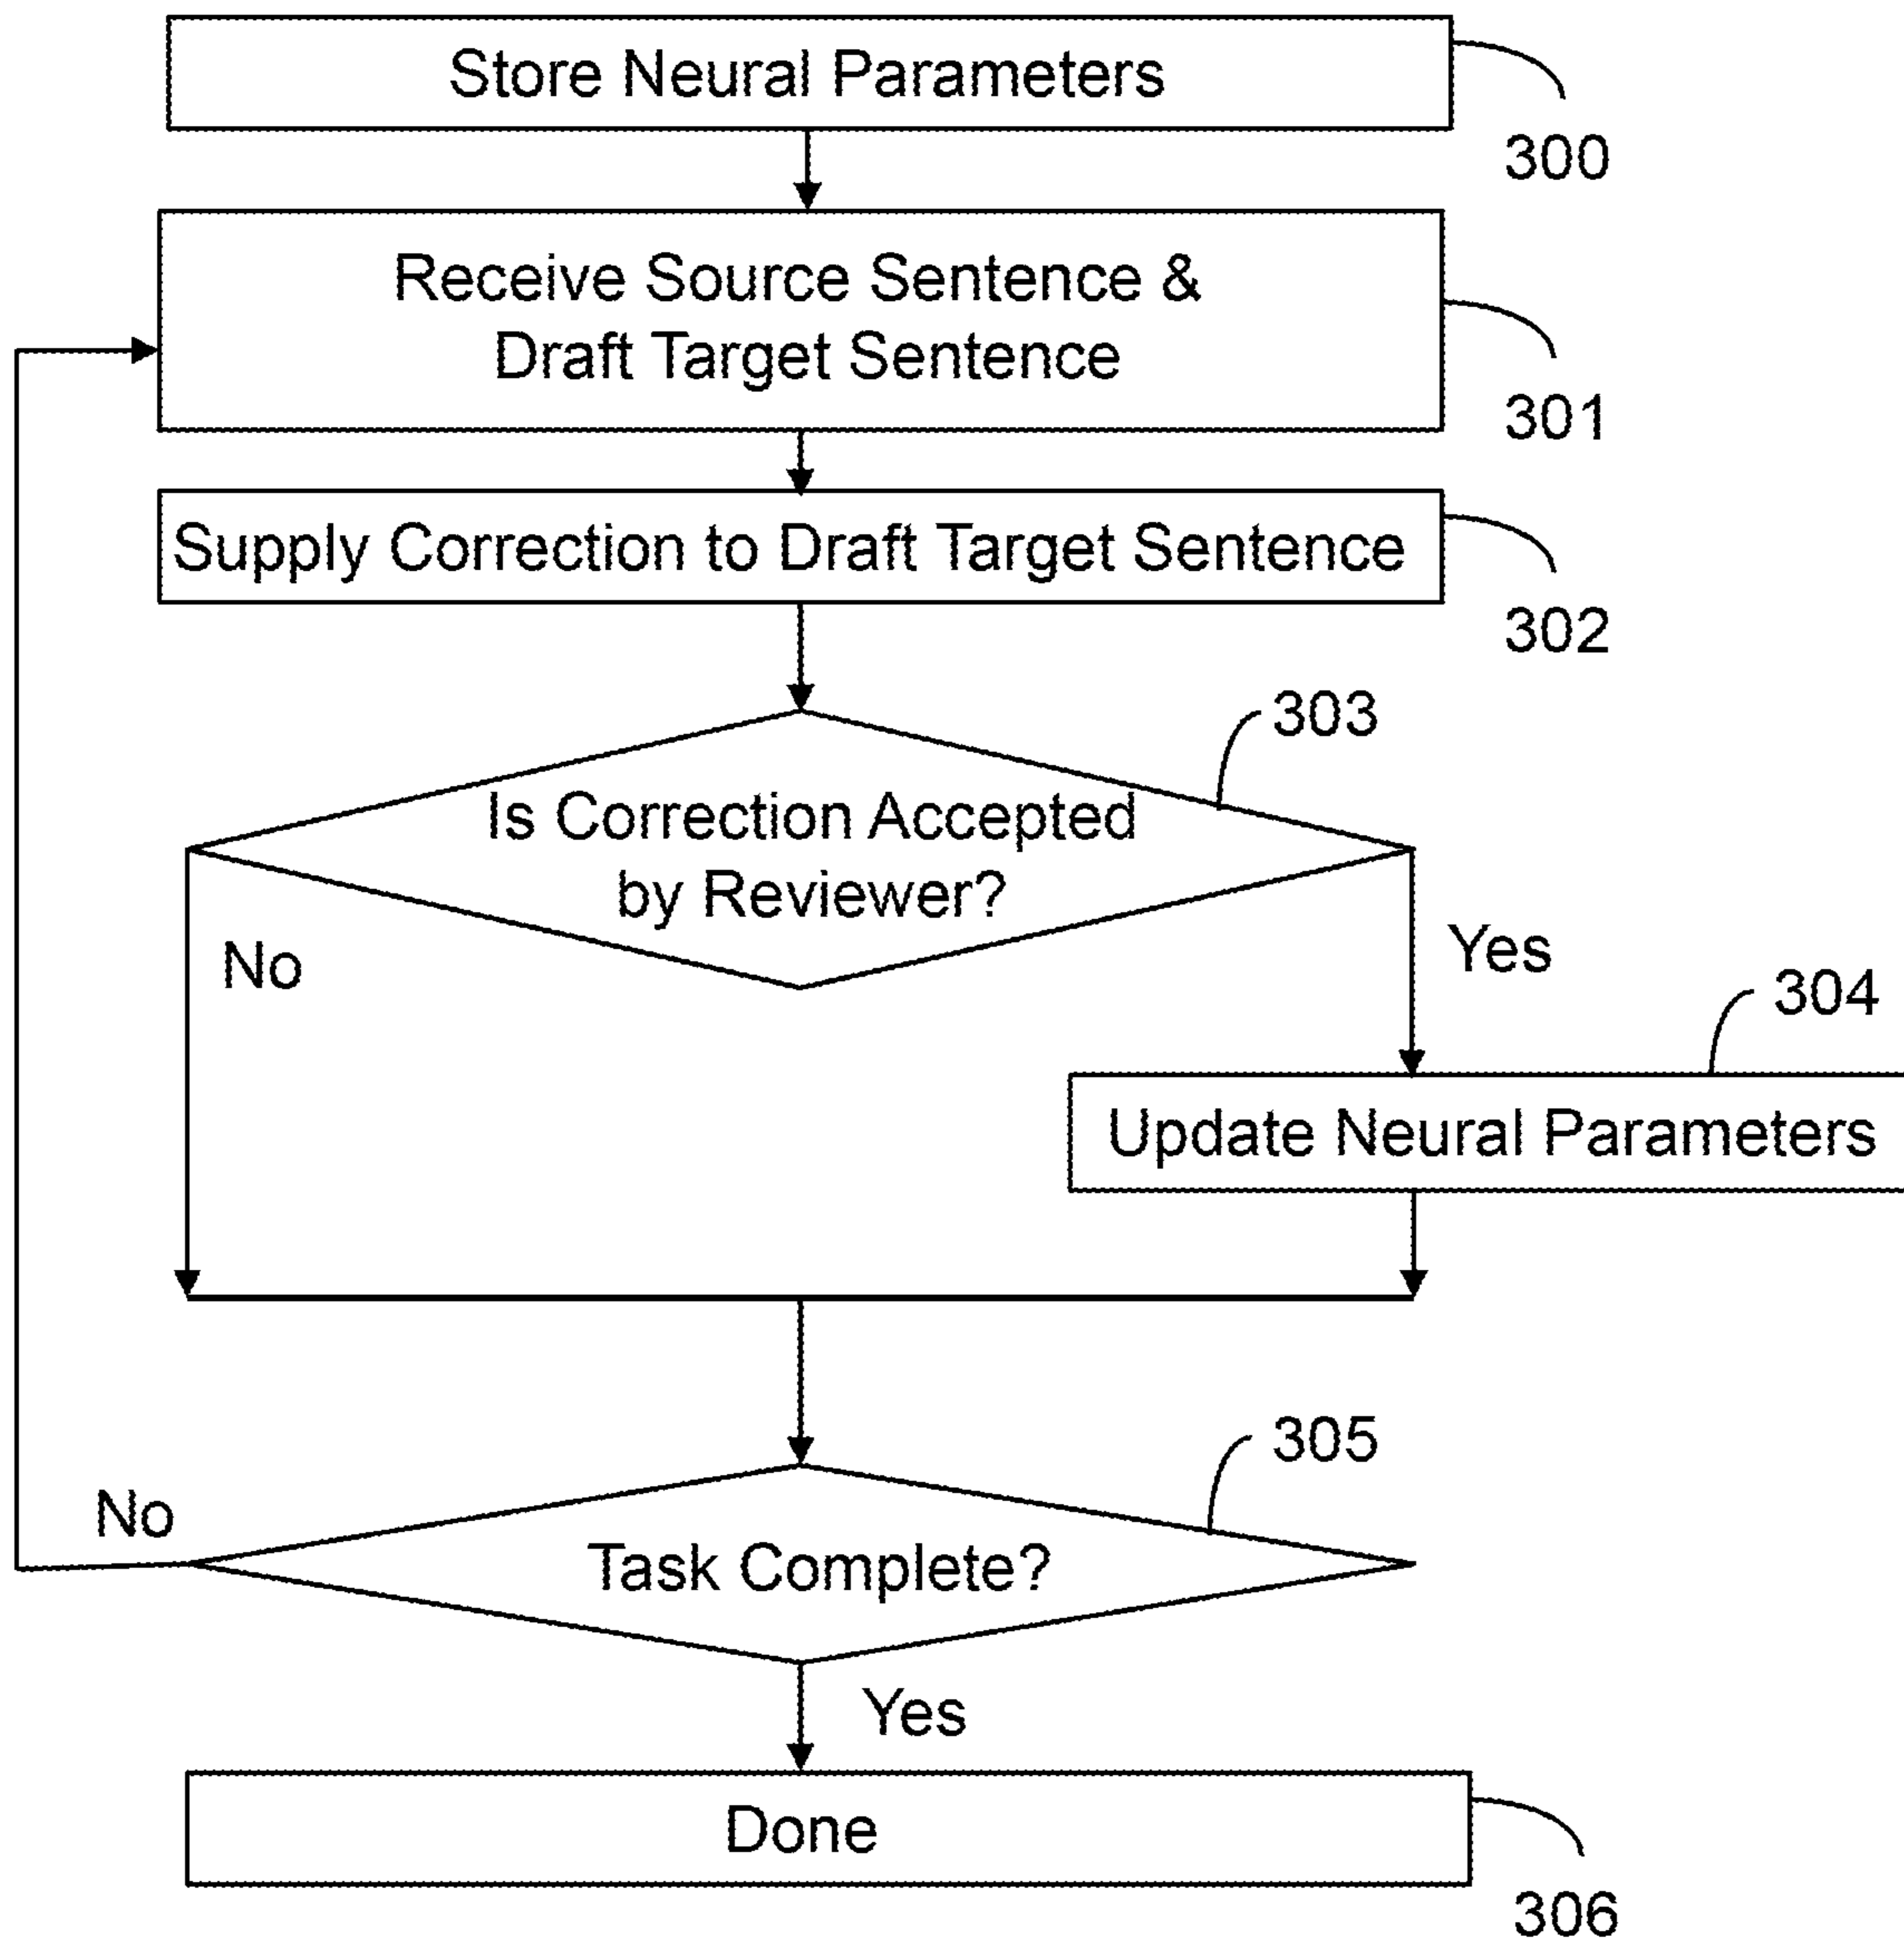 Store Neural Parameters
300
Receive Source Sentence &
Draft Target Sentence
301
Supply Correction to Draft Target Sentence
302
303
Is Correction Accepted
by Reviewer?
No
Yes
304
Update Neural Parameters
305
No
Task Complete?
Yes
Done
306